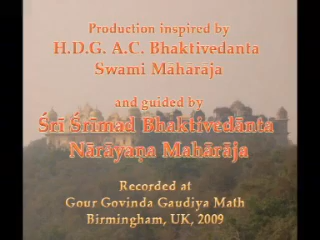 Production inspired by
H.D.G. A.C. Bhaktivedanta
Swami Māhārāja
and guided by
Śrī Śrīmad Bhaktivedānta
Nārāyaṇa Mahārāja
Recorded at
Gour Govinda Gaudiya Math
Birmingham, UK, 2009